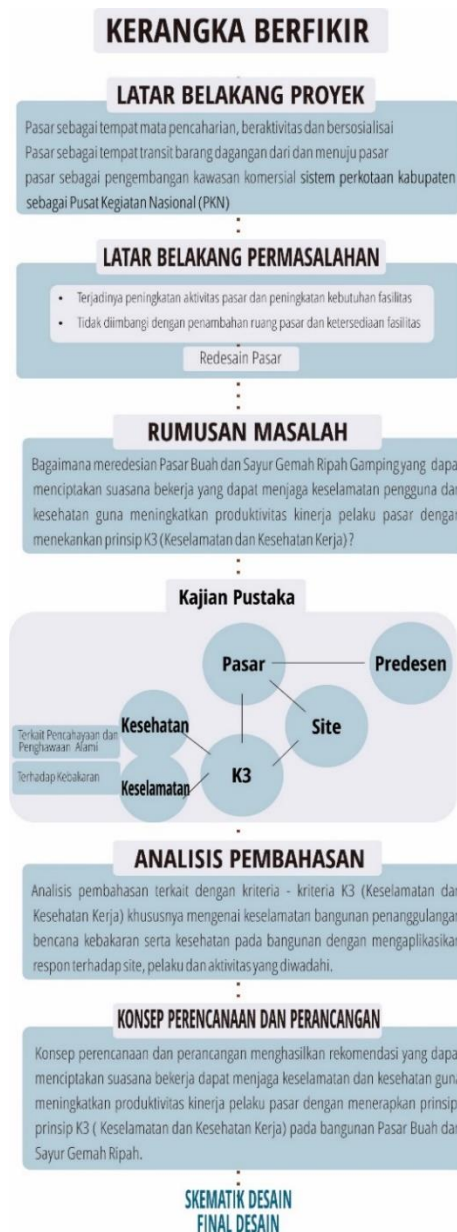 KERANGKA BERFIKIR
LATAR BELAKANG PROYEK
Pasar sebagai tempat mata pencaharian, beraktivitas dan bersosialisai
Pasar sebagai tempat transit barang dagangan dari dan menuju pasar
pasar sebagai pengembangan kawasan komersial sistem perkotaan kabupaten
sebagai Pusat Kegiatan Nasional (PKN)
LATAR BELAKANG PERMASALAHAN
• Terjadinya peningkatan aktivitas pasar dan peningkatan kebutuhan fasilitas
• Tidak diimbangi dengan penambahan ruang pasar dan ketersediaan fasilitas
Redesain Pasar
RUMUSAN MASALAH
Bagaimana meredesian Pasar Buah dan Sayur Gemah Ripah Gamping yang dapa
menciptakan suasana bekerja yang dapat menjaga keselamatan pengguna dan
kesehatan guna meningkatkan produktivitas kinerja pelaku pasar dengan
menekankan prinsip K3 (Keselamatan dan Kesehatan Kerja) ?
Kajian Pustaka
Pasar
Predesen
Kesehatan
Site
Terkait Pencahayaan dan
Penghawaan Alami
K3
Terhadap Kebakaran
Keselamatan
ANALISIS PEMBAHASAN
Analisis pembahasan terkait dengan kriteria - kriteria K3 (Keselamatan dan
Kesehatan Kerja) khususnya mengenai keselamatan bangunan penanggulangan
bencana kebakaran serta kesehatan pada bangunan dengan mengaplikasikan
respon terhadap site, pelaku dan aktivitas yang diwadahi.
KONSEP PERENCANAAN DAN PERANCANGAN
Konsep perencanaan dan perancangan menghasilkan rekomendasi yang dapa
menciptakan suasana bekerja dapat menjaga keselamatan dan kesehatan guna
meningkatkan produktivitas kinerja pelaku pasar dengan menerapkan prinsip
prinsip K3 ( Keselamatan dan Kesehatan Kerja) pada bangunan Pasar Buah dan
Sayur Gemah Ripah.
SKEMATIK DESAIN
FINAL DESAIN